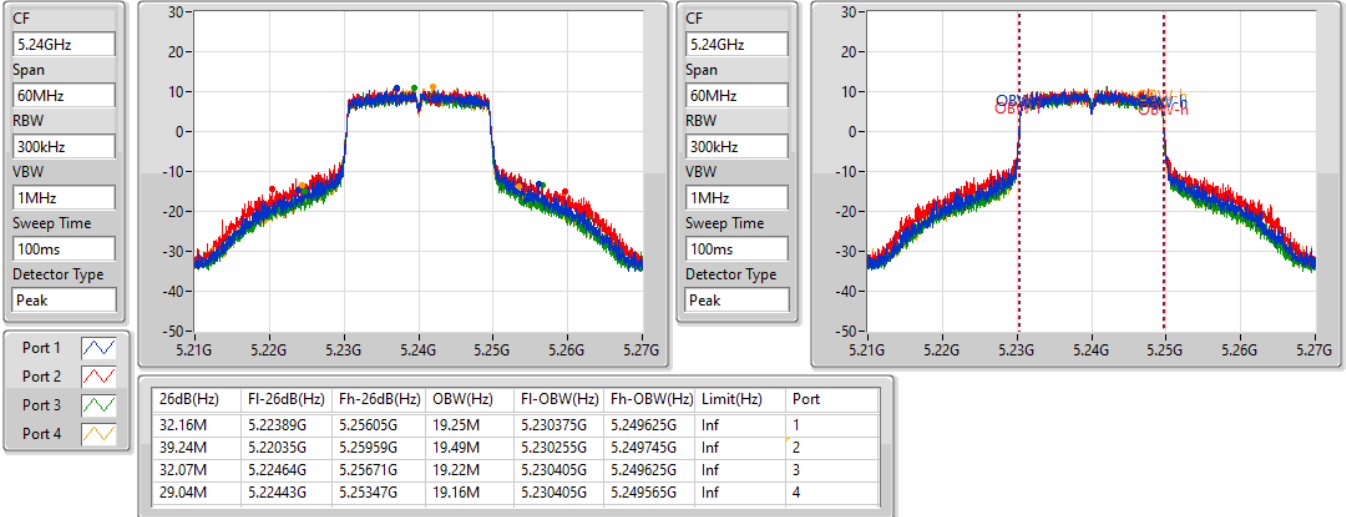 CF
5.24GHz
Span
60MHz
RBW
300kHz
VBW
1MHz
Sweep Time
100ms
Detector Type
Peak
30
20
10
0
-10
-20
-30
-40
-50
5.21G 5.22G 5.23G 5.24G 5.25G 5.26G 5.27G
CF
5.24GHz
Span
60MHz
RBW
300kHz
VBW
1MHz
Sweep Time
100ms
Detector Type
Peak
30
20
10
0
-10
-20
-30
-40
-50
5.21G 5.22G 5.23G 5.24G 5.25G 5.26G 5.27G
Port 1
Port 2
Port 3
Port 4
26dB(Hz) Fl-26dB(Hz) Fh-26dB(Hz) OBW(Hz) Fl-OBW(Hz) Fh-OBW(Hz) Limit(Hz) Port
32.16M 5.22389G 5.25605G 19.25M 5.230375G 5.249625G Inf 1
39.24M 5.22035G 5.25959G 19.49M 5.230255G 5.249745G Inf 2
32.07M 5.22464G 5.25671G 19.22M 5.230405G 5.249625G Inf 3
29.04M 5.22443G 5.25347G 19.16M 5.230405G 5.249565G Inf 4